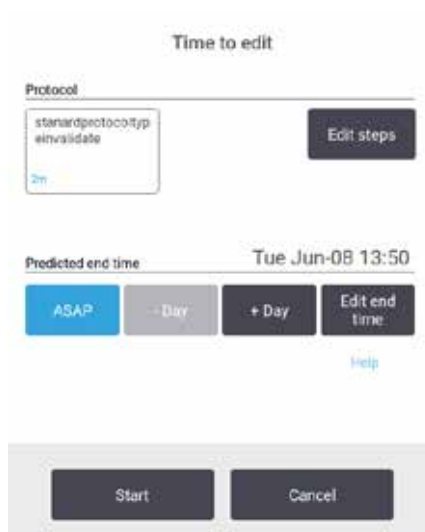 Time to edit
Protocol
stanardprotocoltyp
einvalidate
Edit steps
2m
Predicted end time
Tue Jun-08 13:50
ASAP
- Day
+ Day
Edit end
time
Help
Start
Cancel